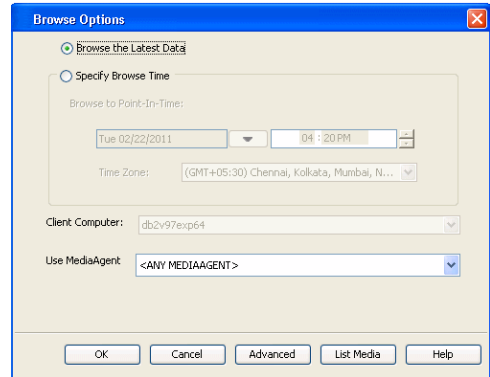 Browse Options
Browse the Latest Data
Specify Browse Time
Browse to Point-In-Time:
Tue 02/22/2011 04 : 20 PM
Time Zone: (GMT+05:30) Chennai, Kolkata, Mumbai, N...
Client Computer: db2v97exp64
Use MediaAgent <ANY MEDIAAGENT>
OK Cancel Advanced List Media Help